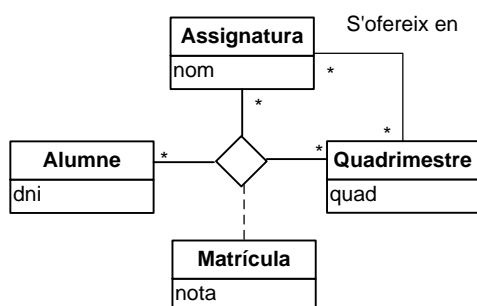 S'ofereix en
Assignatura
nom
*
*
*
Alumne
dni
*
*
Quadrimestre
quad
Matrícula
nota